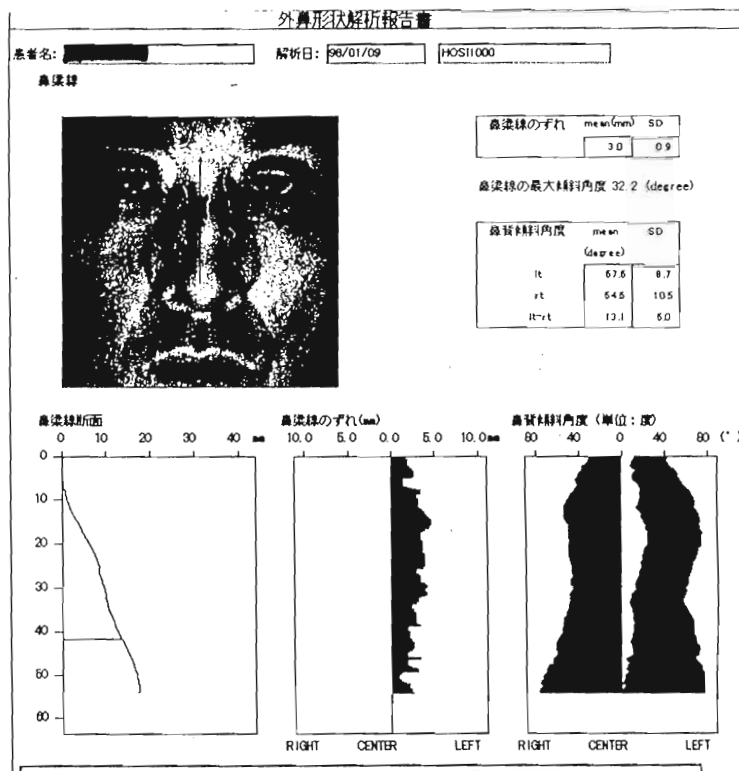 外鼻形状解析報告書
患者名: 解析日: 98/01/09 HOSI1000
鼻梁線
鼻梁線のずれ mean(mm) SD
3.0 0.9
鼻梁線の最大傾斜角度 32.2 (degree)
鼻背傾斜角度 mean SD
(degree)
lt 67.6 8.7
rt 54.5 10.5
lt-rt 13.1 6.0
鼻梁線断面 鼻梁線のずれ(mm) 鼻背傾斜角度 (単位:度)
0 20 40 mm 10.0 5.0 0.0 5.0 10.0mm 80 40 0 40 80 (°)
0
10
20
30
40
50
60
RIGHT CENTER LEFT RIGHT CENTER LEFT